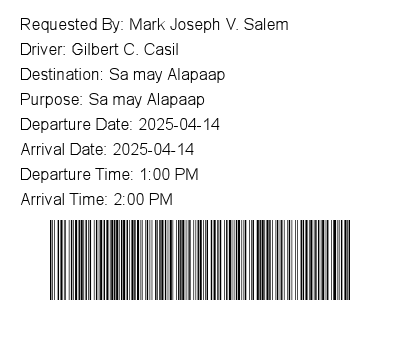 Requested By: Mark Joseph V. Salem
Driver: Gilbert C. Casil
Destination: Sa may Alapaap
Purpose: Sa may Alapaap
Departure Date: 2025-04-14
Arrival Date: 2025-04-14
Departure Time: 1:00 PM
Arrival Time: 2:00 PM